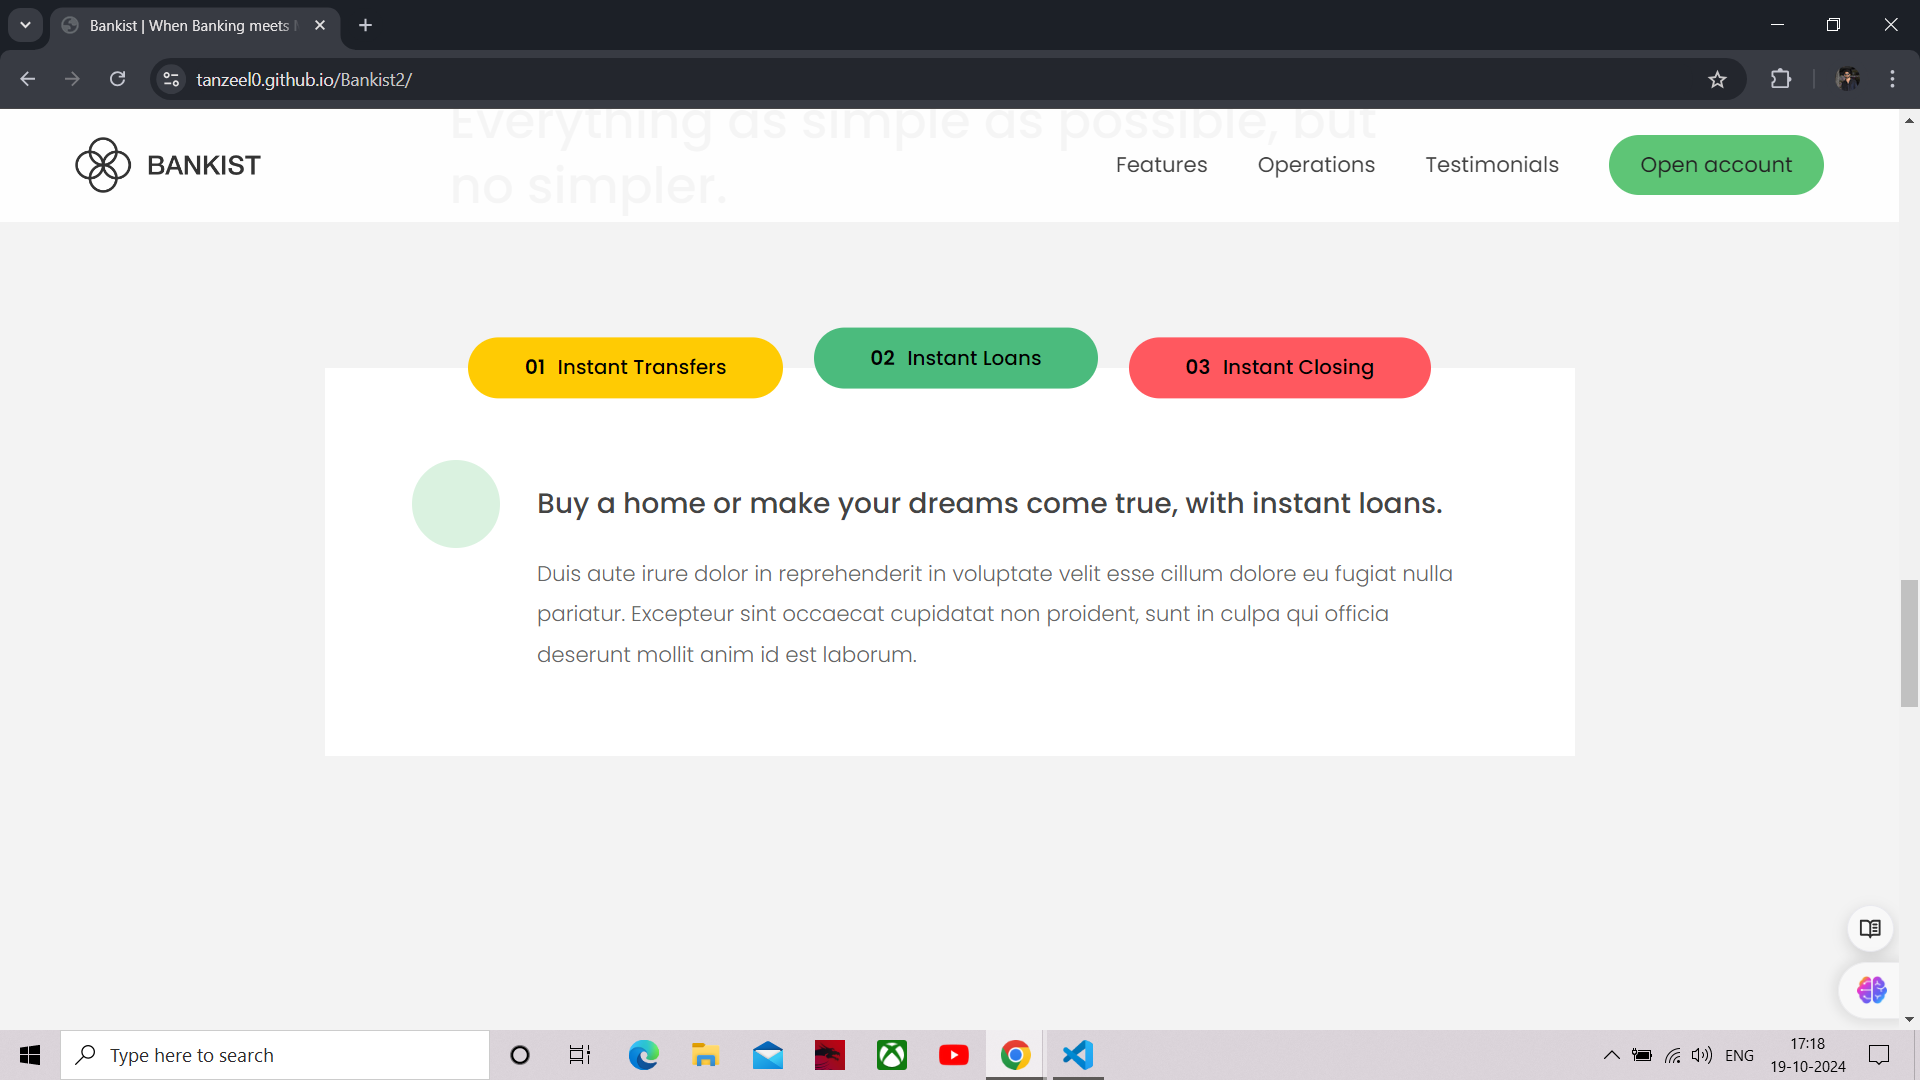 Bankist | When Banking meets
tanzeel0.github.io/Bankist2/
Everything as simple as possible, but
no simpler.
BANKIST
Features
Operations
Testimonials
Open account
01 Instant Transfers
02 Instant Loans
03 Instant Closing
Buy a home or make your dreams come true, with instant loans.
Duis aute irure dolor in reprehenderit in voluptate velit esse cillum dolore eu fugiat nulla
pariatur. Excepteur sint occaecat cupidatat non proident, sunt in culpa qui officia
deserunt mollit anim id est laborum.
Type here to search
ENG
17:18
19-10-2024